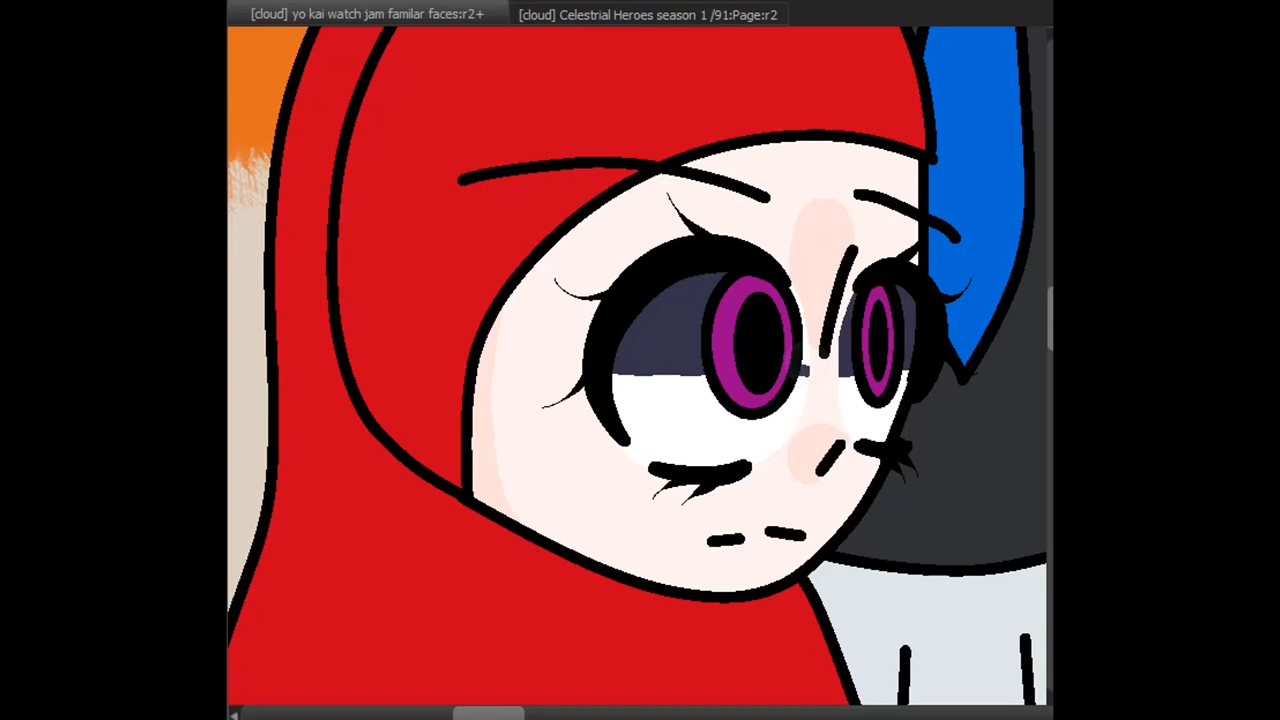 [cloud] yo kai watch jam familar faces:r2+
[cloud] Celestrial Heroes season 1 /91:Page:r2